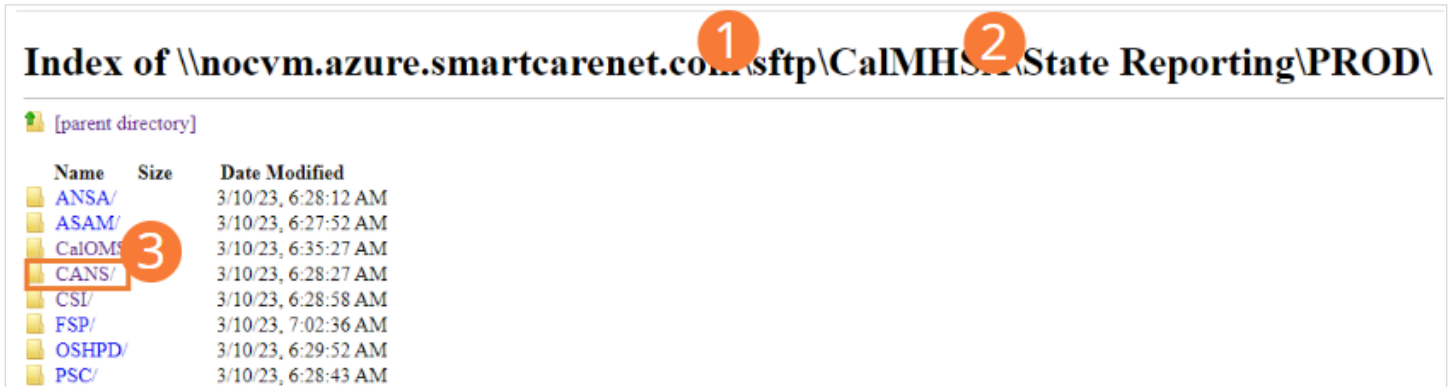 1
2
Index of \\nocvm.azure.smartcarenet.com\sftp\CalMHSA\State Reporting\PROD\
[parent directory]
Name Size Date Modified
ANSA/ 3/10/23, 6:28:12 AM
ASAM/ 3/10/23, 6:27:52 AM
CalOMS 3/10/23, 6:35:27 AM
3
CANS/ 3/10/23, 6:28:27 AM
CSI/ 3/10/23, 6:28:58 AM
FSP/ 3/10/23, 7:02:36 AM
OSHPD/ 3/10/23, 6:29:52 AM
PSC/ 3/10/23, 6:28:43 AM